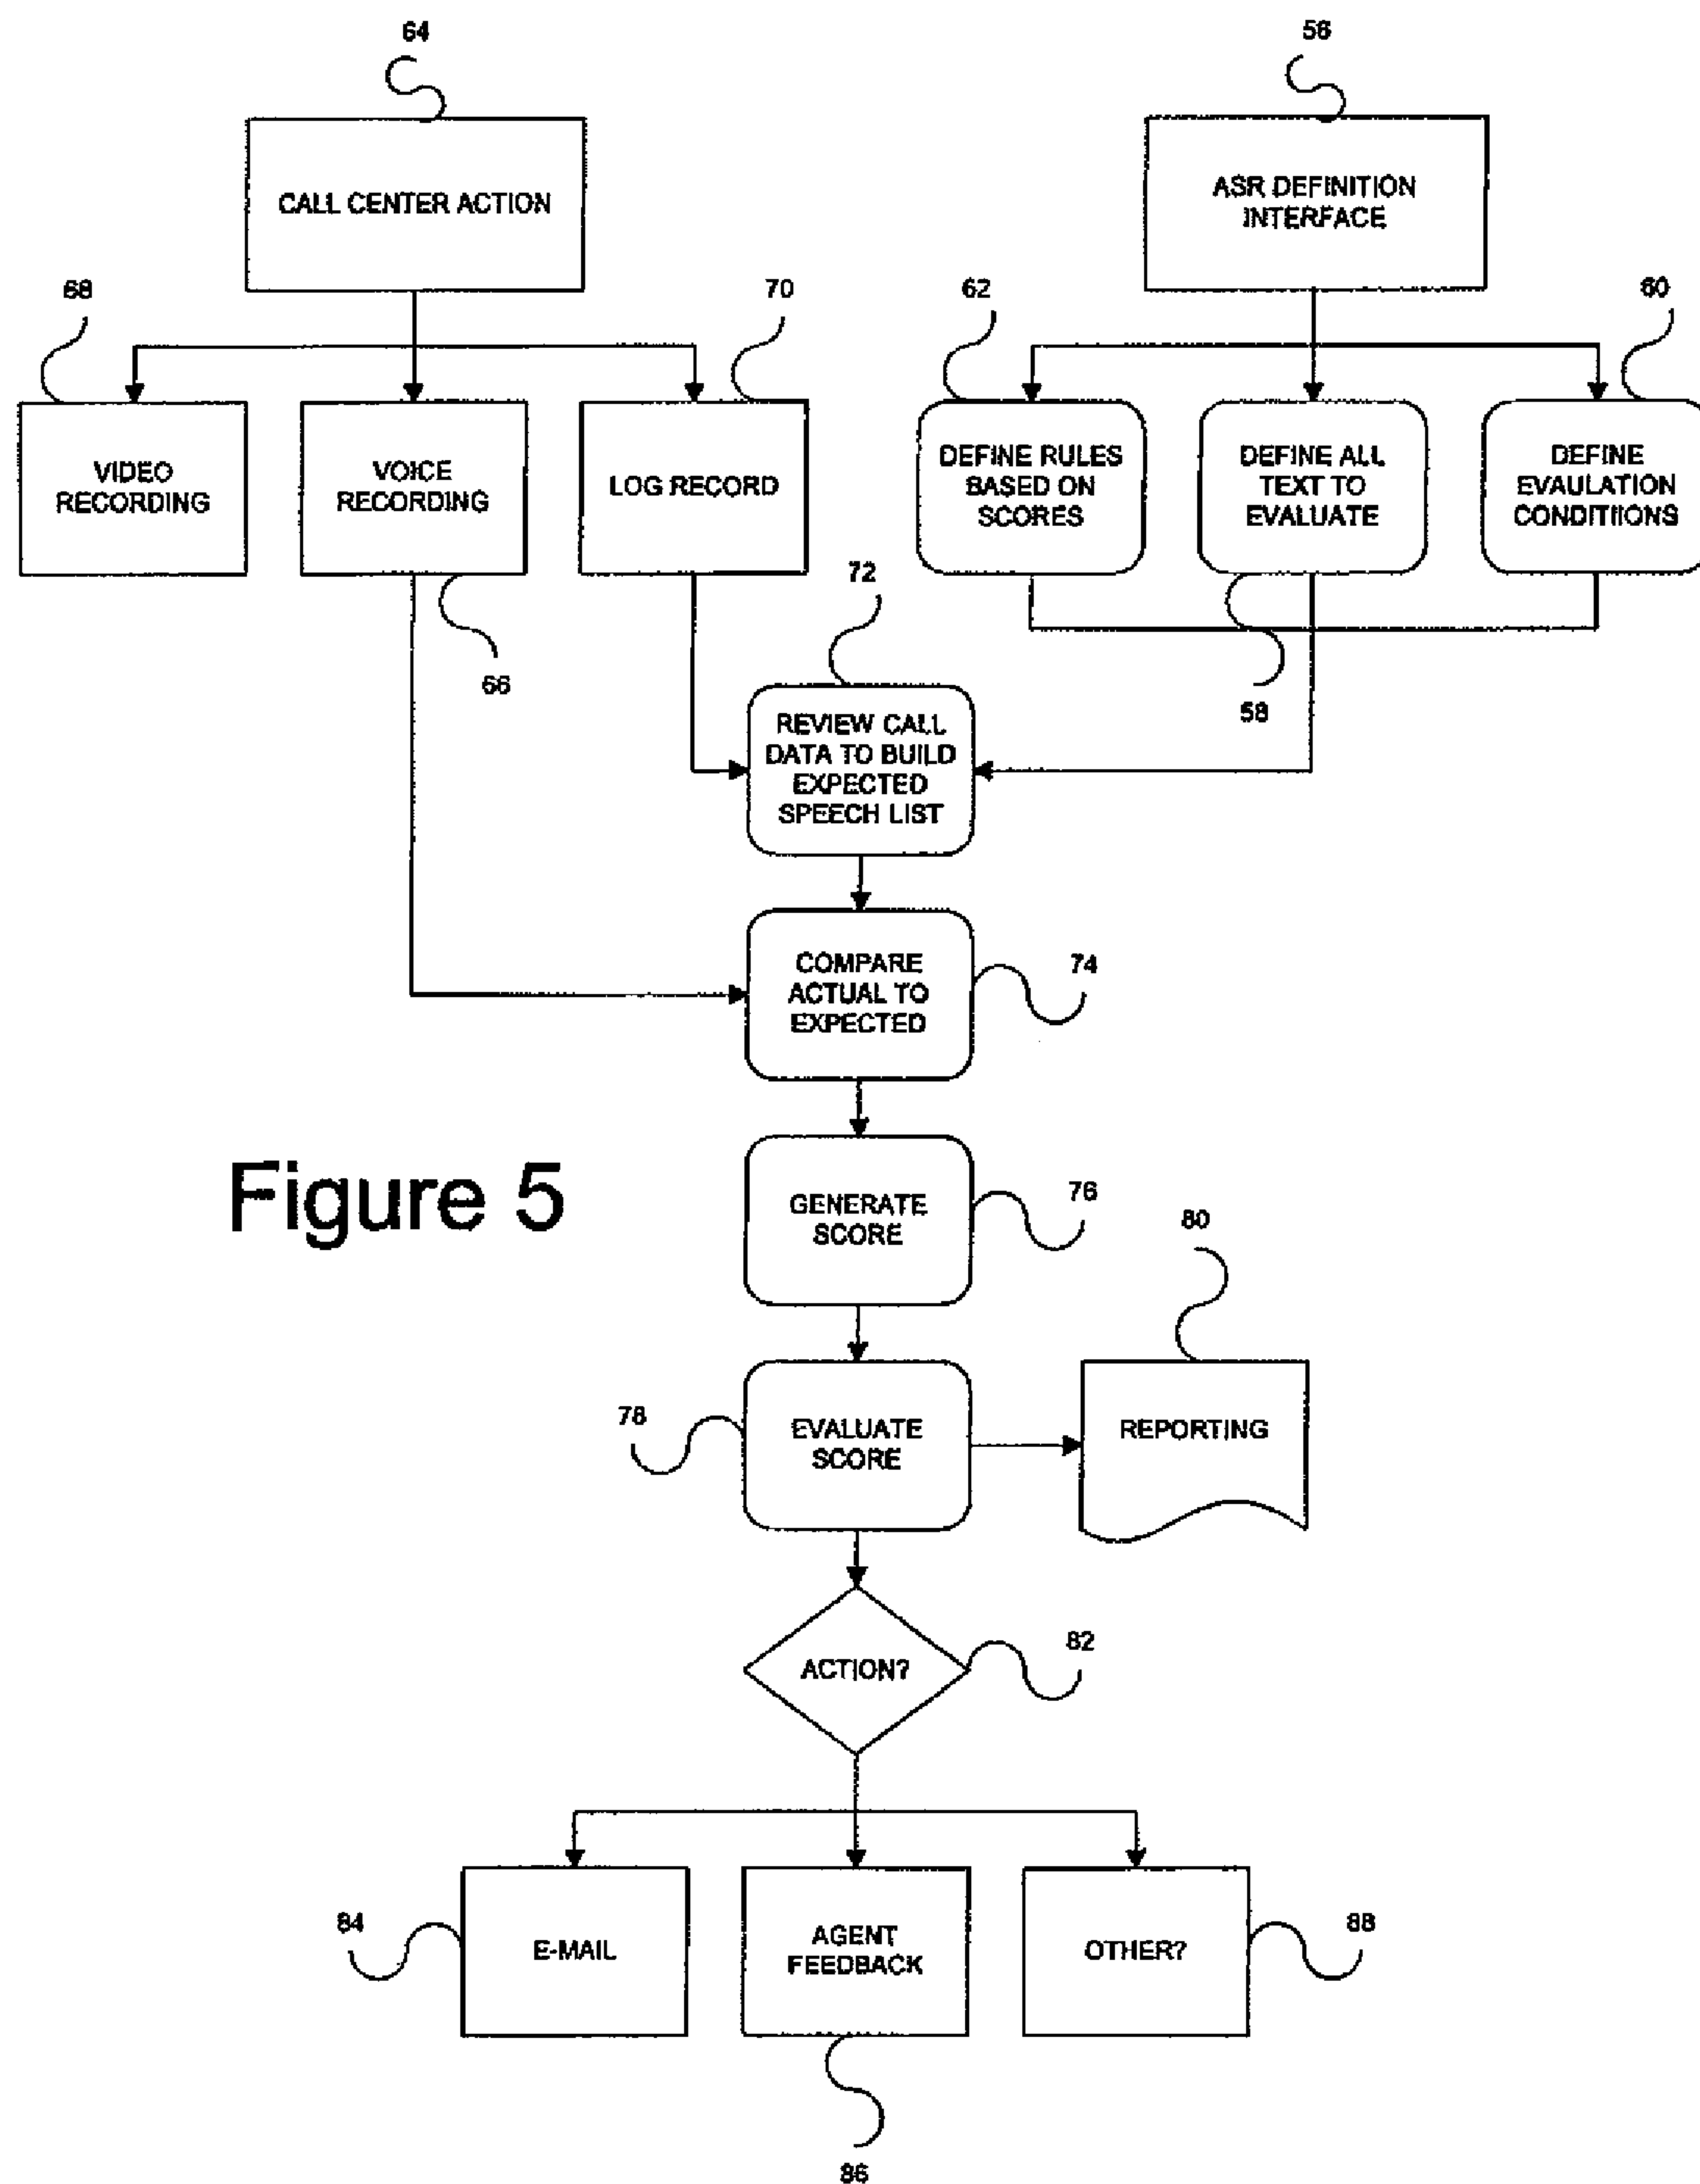 64
56
CALL CENTER ACTION
ASR DEFINITION
INTERFACE
68
70
62
60
VIDEO
RECORDING
VOICE
RECORDING
LOG RECORD
DEFINE RULES
BASED ON
SCORES
DEFINE ALL
TEXT TO
EVALUATE
DEFINE
EVAULATION
CONDITIIONS
72
66
58
REVIEW CALL
DATA TO BUILD
EXPECTED
SPEECH LIST
COMPARE
ACTUAL TO
EXPECTED
74
Figure 5
GENERATE
SCORE
76
80
78
EVALUATE
SCORE
REPORTING
ACTION?
82
84
E-MAIL
AGENT
FEEDBACK
OTHER?
88
86